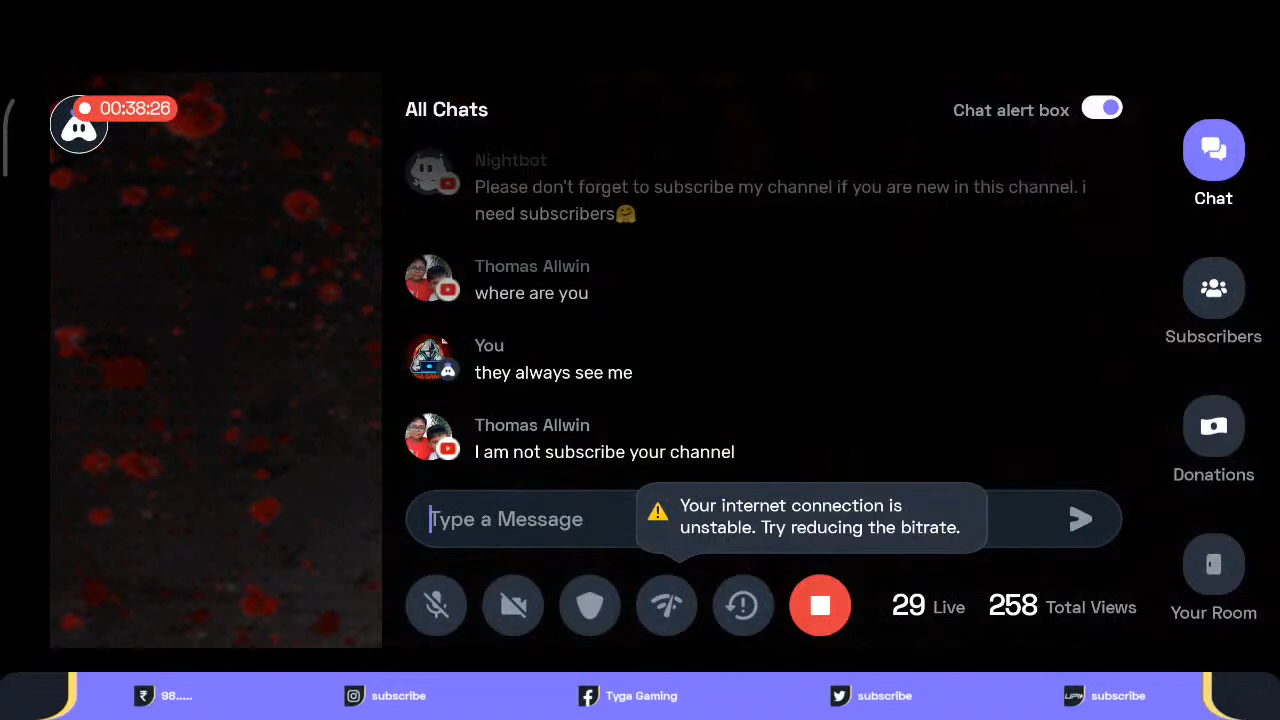 00:38:26
All Chats
Chat alert box
Nightbot
Please don't forget to subscribe my channel if you are new in this channel. i
need subscribers🤗
Thomas Allwin
where are you
You
they always see me
Thomas Allwin
I am not subscribe your channel
Type a Message
Your internet connection is
unstable. Try reducing the bitrate.
29 Live 258 Total Views
Chat
Subscribers
Donations
Your Room
₹ 98..... subscribe Tyga Gaming subscribe UPI subscribe